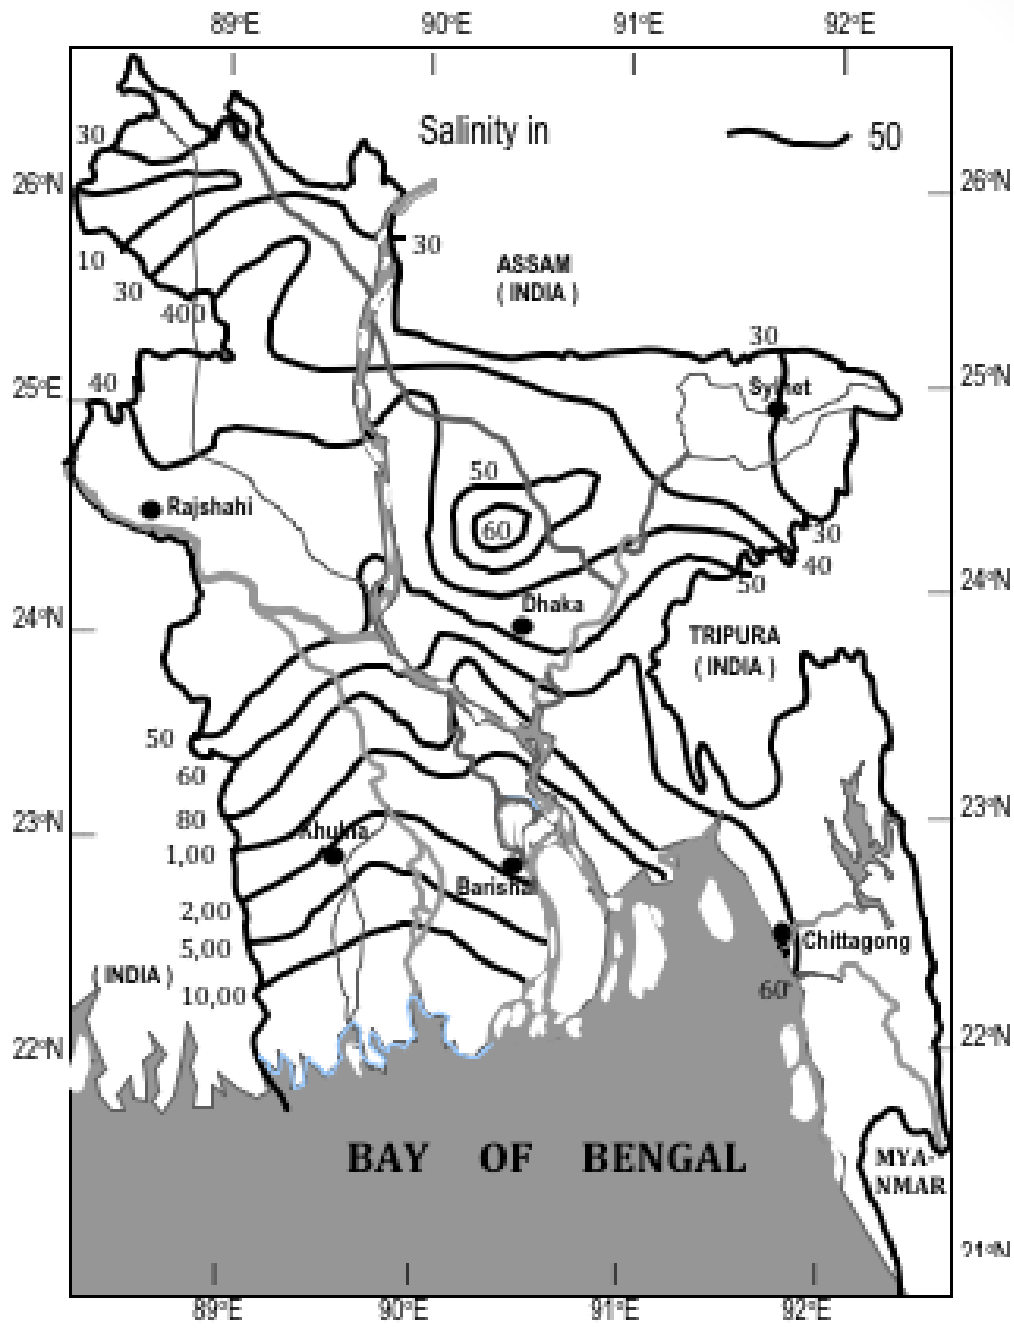 89°E 90°E 91°E 92°E
30
Salinity in
50
26°N
26°N
10
30
30
ASSAM
( INDIA )
400
30
40
25°E
25°N
Sylhet
50
Rajshahi
60
30
40
50
24°N
Dhaka
24°N
TRIPURA
( INDIA )
50
60
80
23°N
23°N
Khulna
1,00
Barishal
2,00
5,00
Chittagong
( INDIA )
10,00
60
22°N
22°N
BAY OF BENGAL
MYA-
NMAR
21°N
89°E 90°E 91°E 92°E